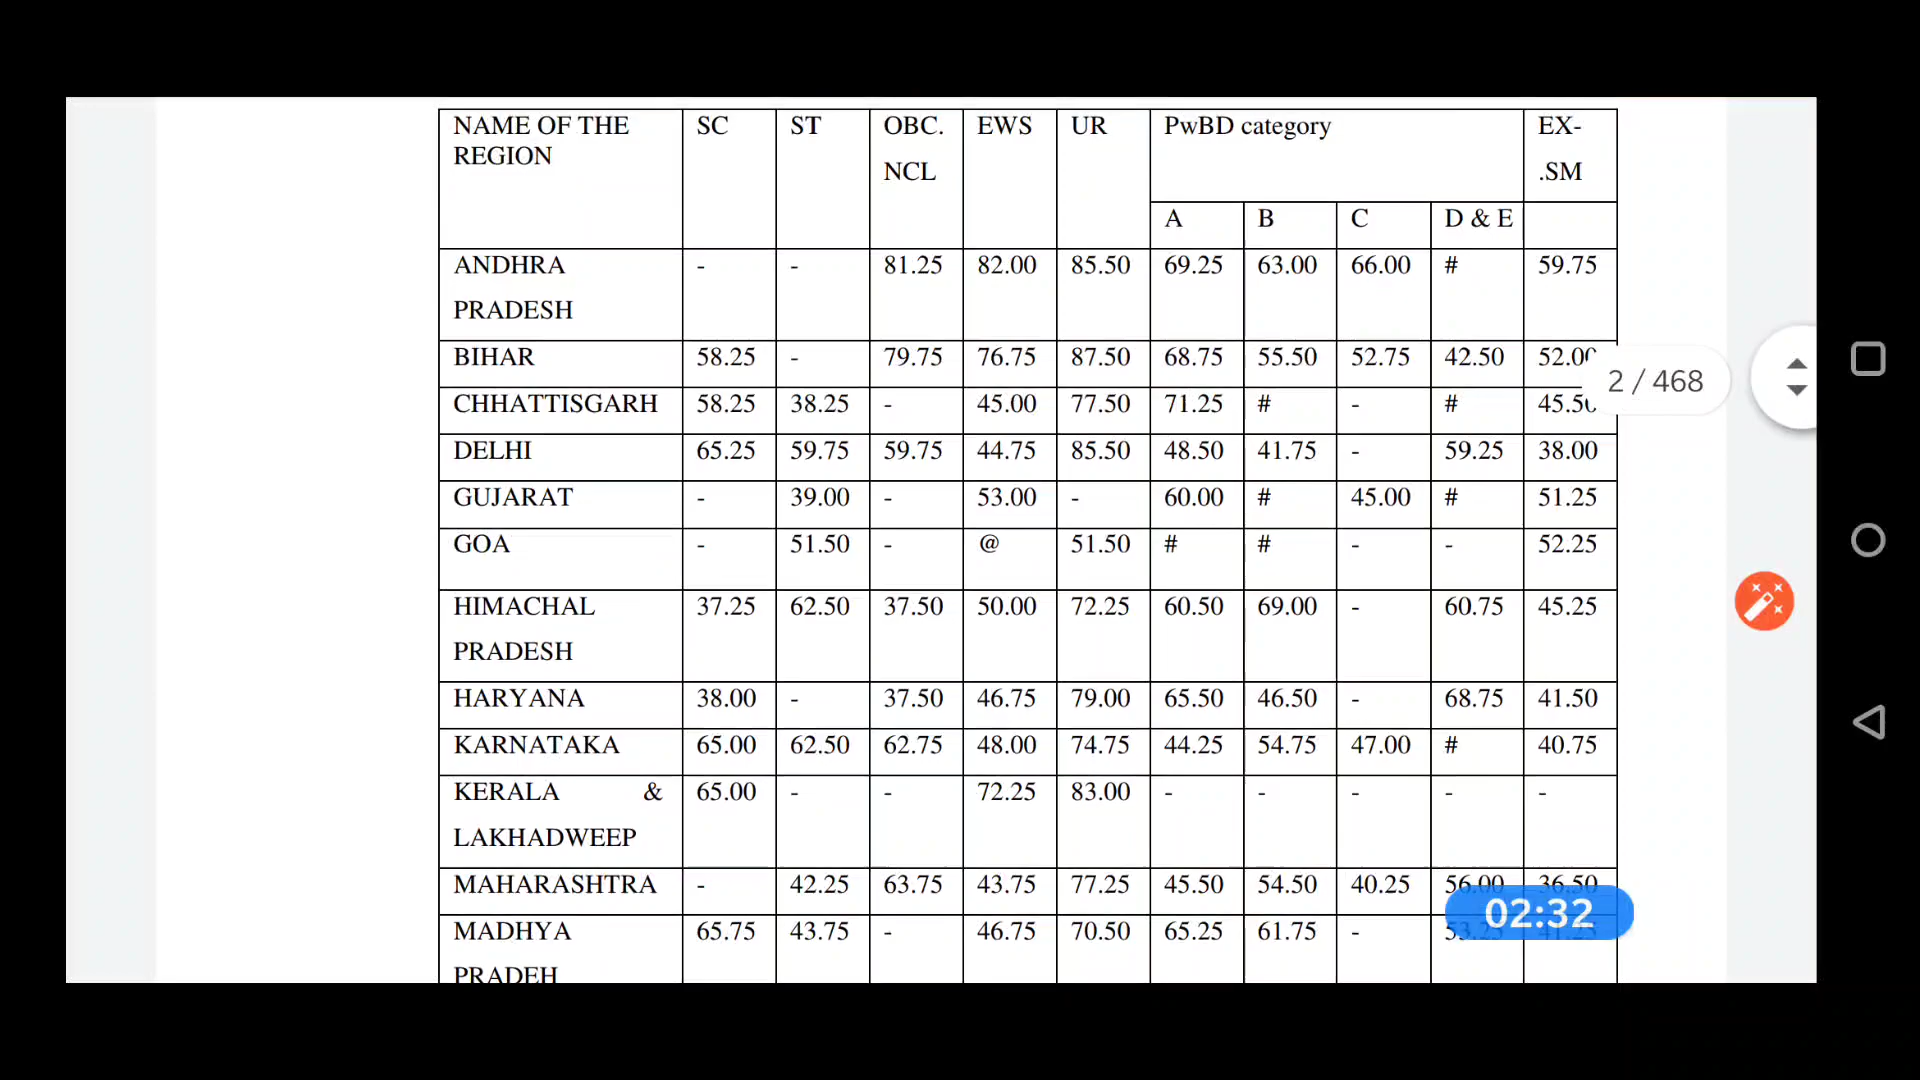 NAME OF THE REGION SC ST OBC. NCL EWS UR PwBD category EX- .SM
A B C D & E
ANDHRA PRADESH - - 81.25 82.00 85.50 69.25 63.00 66.00 # 59.75
BIHAR 58.25 - 79.75 76.75 87.50 68.75 55.50 52.75 42.50 52.00
2 / 468
CHHATTISGARH 58.25 38.25 - 45.00 77.50 71.25 # - # 45.50
DELHI 65.25 59.75 59.75 44.75 85.50 48.50 41.75 - 59.25 38.00
GUJARAT - 39.00 - 53.00 - 60.00 # 45.00 # 51.25
GOA - 51.50 - @ 51.50 # # - - 52.25
HIMACHAL PRADESH 37.25 62.50 37.50 50.00 72.25 60.50 69.00 - 60.75 45.25
HARYANA 38.00 - 37.50 46.75 79.00 65.50 46.50 - 68.75 41.50
KARNATAKA 65.00 62.50 62.75 48.00 74.75 44.25 54.75 47.00 # 40.75
KERALA & LAKHADWEEP 65.00 - - 72.25 83.00 - - - - -
MAHARASHTRA - 42.25 63.75 43.75 77.25 45.50 54.50 40.25 56.00 36.50
02:32
MADHYA PRADEH 65.75 43.75 - 46.75 70.50 65.25 61.75 -